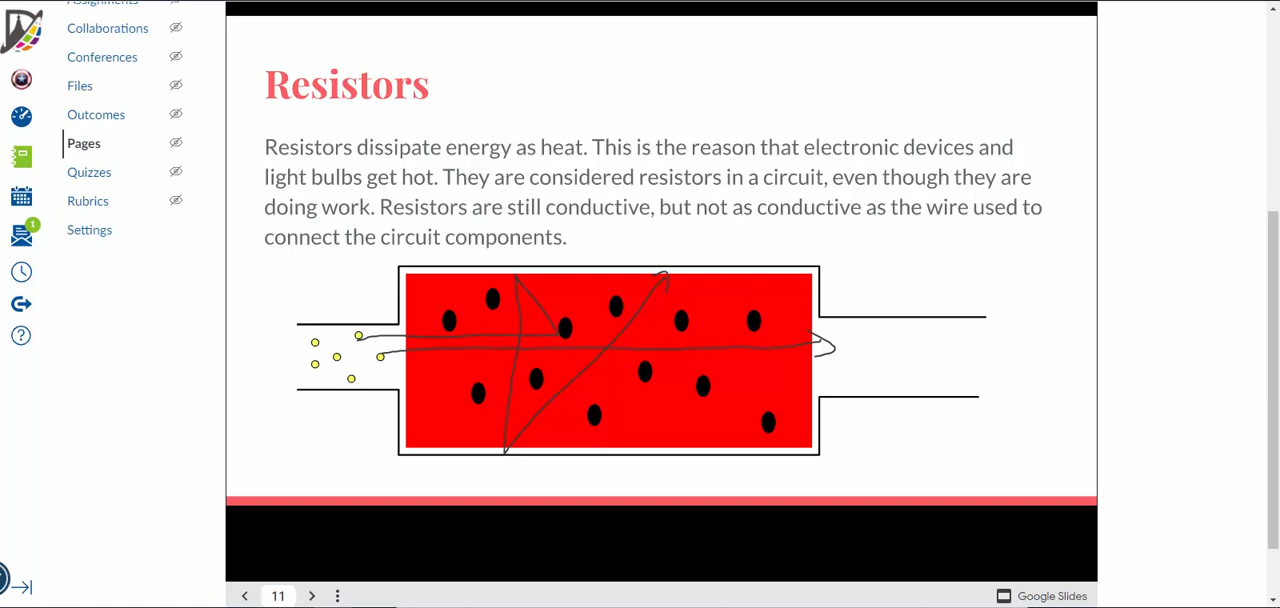 Assignments
Collaborations
Conferences
Files
Outcomes
Pages
Quizzes
Rubrics
Settings
1
Resistors
Resistors dissipate energy as heat. This is the reason that electronic devices and
light bulbs get hot. They are considered resistors in a circuit, even though they are
doing work. Resistors are still conductive, but not as conductive as the wire used to
connect the circuit components.
11
Google Slides